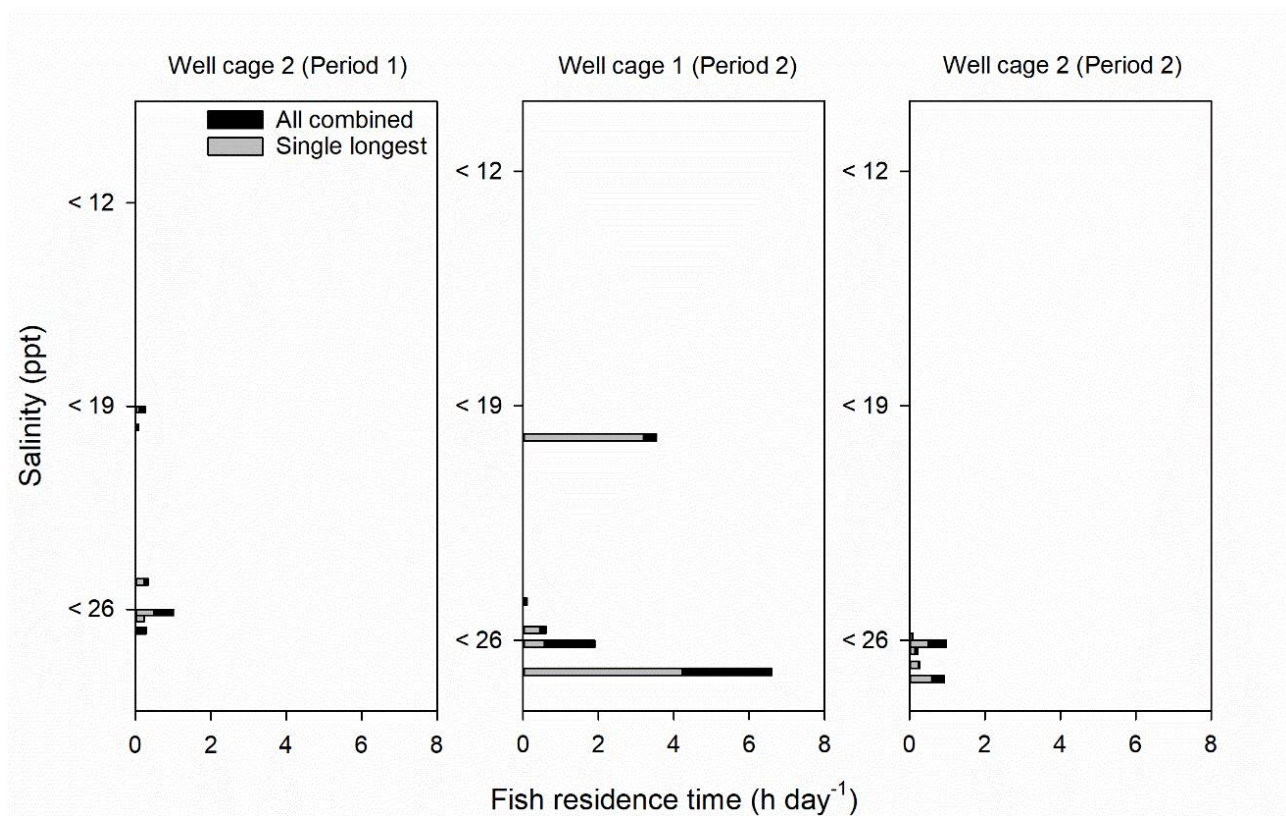 Well cage 2 (Period 1)
Well cage 1 (Period 2)
Well cage 2 (Period 2)
All combined
Single longest
Salinity (ppt)
< 12
< 19
< 26
< 12
< 19
< 26
< 12
< 19
< 26
0 2 4 6 8
0 2 4 6 8
0 2 4 6 8
Fish residence time (h day⁻¹)